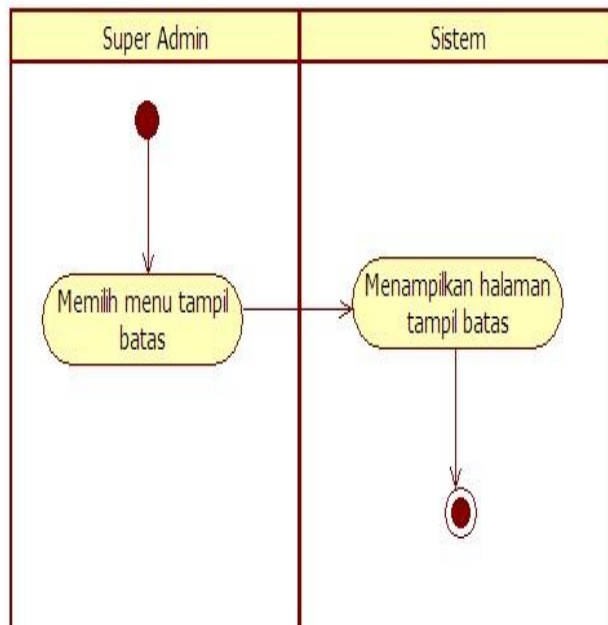 Super Admin
Sistem
Memilih menu tampil
batas
Menampilkan halaman
tampil batas